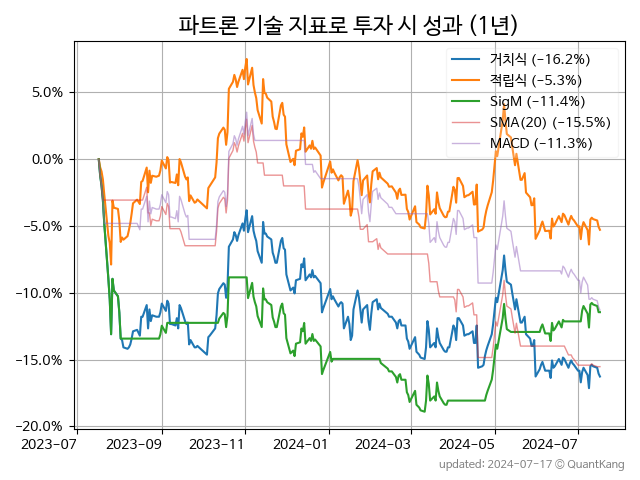 파트론 기술 지표로 투자 시 성과 (1년)
거치식 (−16.2%)
적립식 (−5.3%)
SigM (−11.4%)
SMA(20) (−15.5%)
MACD (−11.3%)
5.0%
0.0%
−5.0%
−10.0%
−15.0%
−20.0%
2023-07 2023-09 2023-11 2024-01 2024-03 2024-05 2024-07
updated: 2024-07-17 © QuantKang